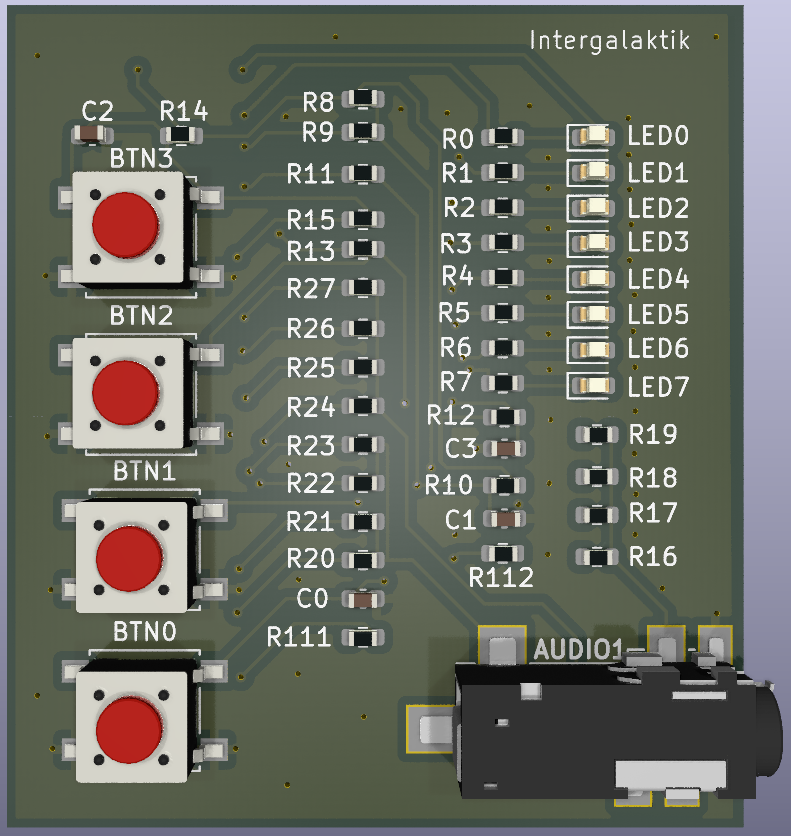 Intergalaktik
C2
R14
BTN3
BTN2
BTN1
BTN0
R8
R9
R11
R15
R13
R27
R26
R25
R24
R23
R22
R21
R20
C0
R111
R0
R1
R2
R3
R4
R5
R6
R7
R12
C3
R10
C1
R112
LED0
LED1
LED2
LED3
LED4
LED5
LED6
LED7
R19
R18
R17
R16
AUDIO1